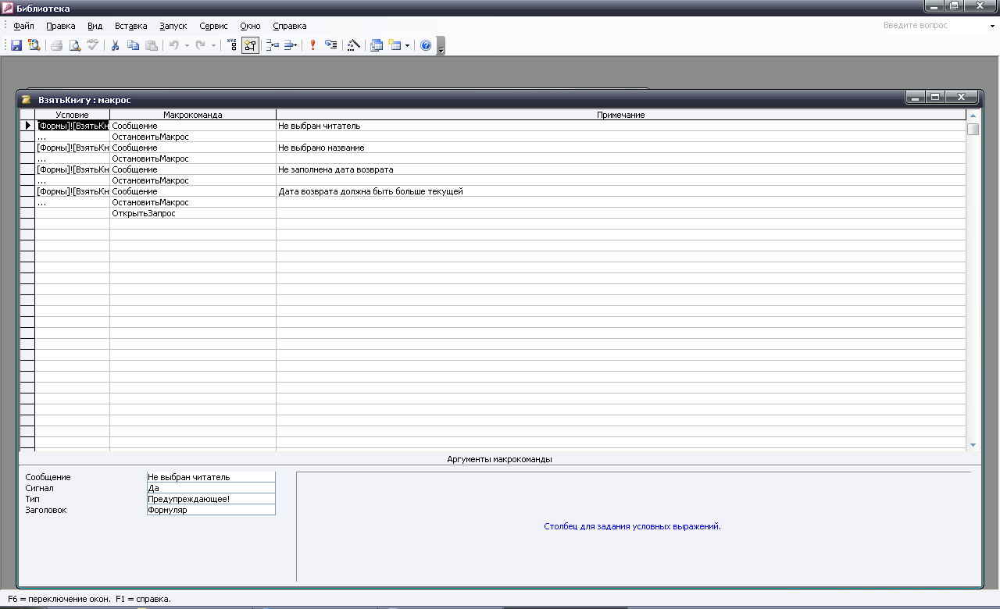 Библиотека
Файл Правка Вид Вставка Запуск Сервис Окно Справка Введите вопрос
ВзятьКнигу : макрос
Условие Макрокоманда Примечание
[Формы]![ВзятьКн Сообщение Не выбран читатель
... ОстановитьМакрос
[Формы]![ВзятьКн Сообщение Не выбрано название
... ОстановитьМакрос
[Формы]![ВзятьКн Сообщение Не заполнена дата возврата
... ОстановитьМакрос
[Формы]![ВзятьКн Сообщение Дата возврата должна быть больше текущей
... ОстановитьМакрос
ОткрытьЗапрос
Аргументы макрокоманды
Сообщение Не выбран читатель
Сигнал Да
Тип Предупреждающее!
Заголовок Формуляр
Столбец для задания условных выражений.
F6 = переключение окон. F1 = справка.